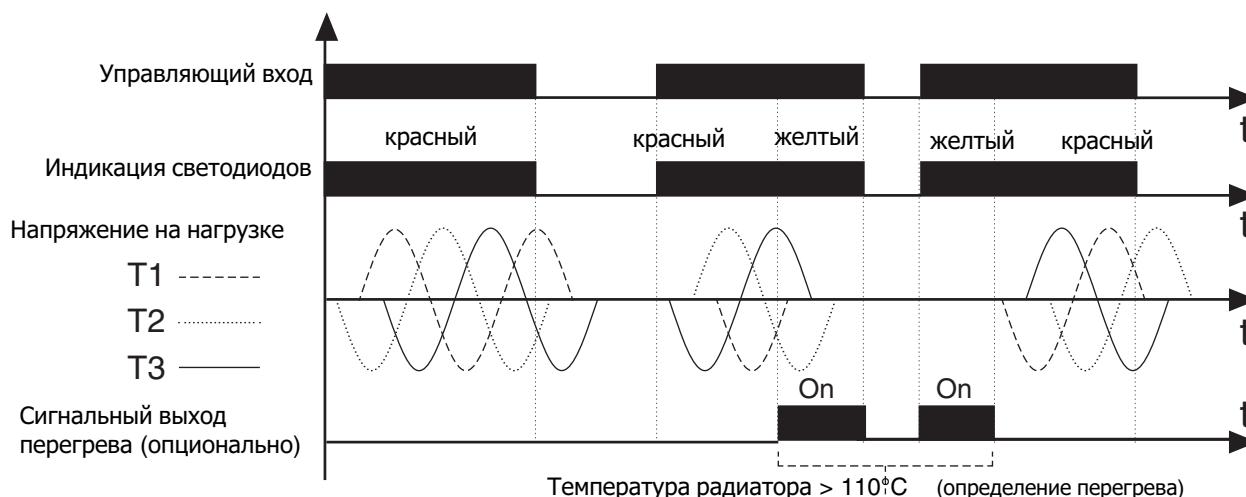 Управляющий вход
t
красный
красный
желтый
желтый
красный
Индикация светодиодов
t
Напряжение на нагрузке
T1
T2
T3
t
On
On
Сигнальный выход
перегрева (опционально)
t
Температура радиатора > 110°C (определение перегрева)